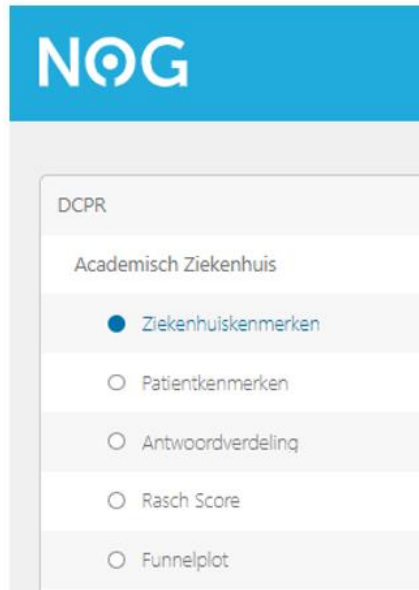 NOG
DCPR
Academisch Ziekenhuis
Ziekenhuiskenmerken
Patientkenmerken
Antwoordverdeling
Rasch Score
Funnelplot